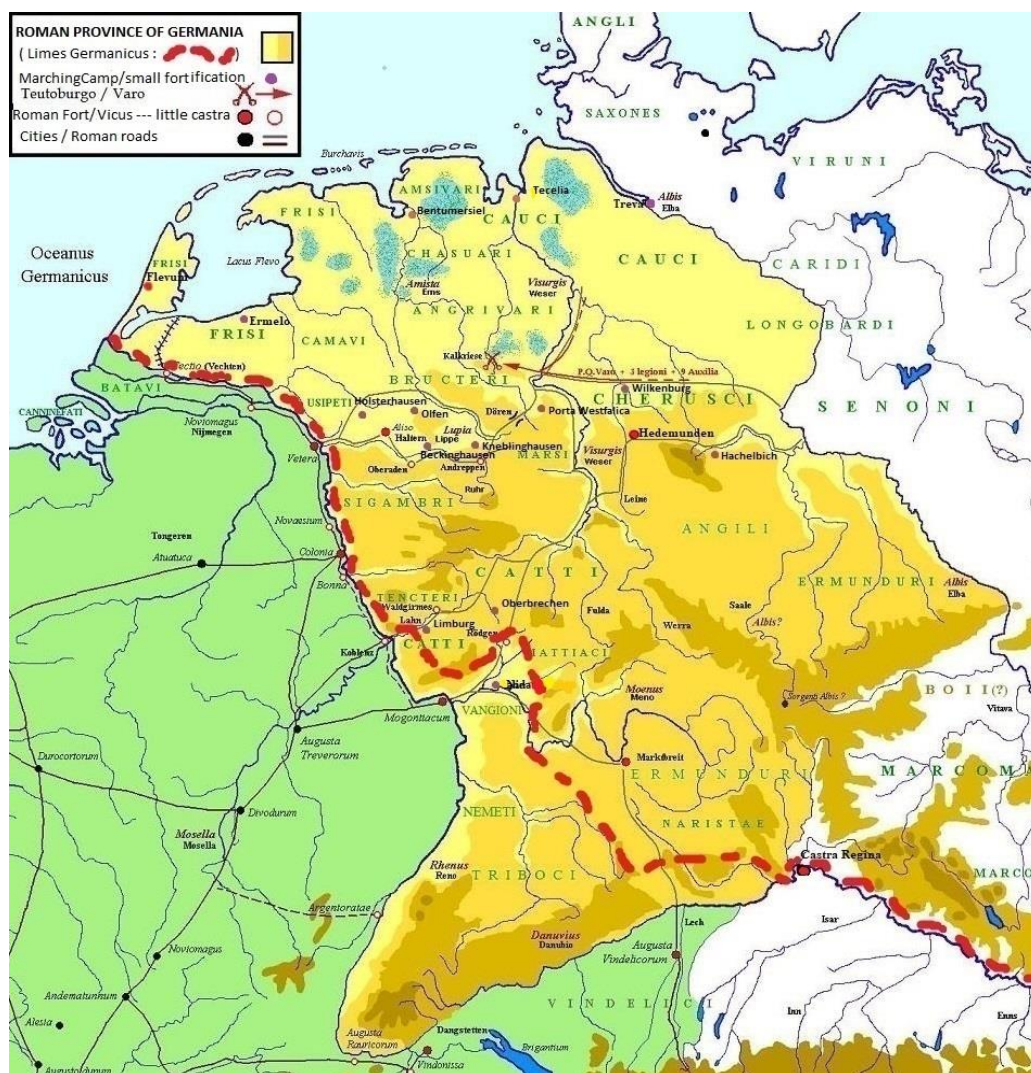 ROMAN PROVINCE OF GERMANIA
( Limes Germanicus :
MarchingCamp/small fortification
Teutoburgo / Varo
Roman Fort/Vicus --- little castra
Cities / Roman roads
ANGLI
SAXONES
VIRUNI
Burchavis
AMSIVARI
Tecelia
Treva
Albis
Elba
FRISI
Bentumersiel
CAUCI
Oceanus
Germanicus
CHASUARI
CAUCI
CARIDI
FRISI
Flevum
Lacus Flevo
Amisia
Ems
Visurgis
Weser
ANGRIVARI
LONGOBARDI
Ermelo
FRISI
CAMAVI
Kalkriese
P.Q.Varo + 3 legioni + 9 Auxilia
(Vechten)
BRUCTERI
Wilkenburg
BATAVI
USIPETI
Holsterhausen
Olfen
Dören
Porta Westfalica
CHERUSCI
SENONI
CANNINEFATI
Noviomagus
Nijmegen
Aliso
Haltern
Lupia
Lippe
Kneblinghausen
Hedemunden
Vetera
Beckinghausen
MARSI
Visurgis
Weser
Hachelbich
Oberaden
Andreppen
Ruhr
SIGAMBRI
Leine
Novaesium
ANGILI
Tongeren
Atuatuca
Colonia
CATTI
ERMUNDURI
Albis
Elba
Bonna
TENCTERI
Waldgirmes
Oberbrechen
Fulda
Saale
Lahn
Limburg
Rödgen
Werra
Albis?
Koblenz
CATTI
MATTIACI
Nida
Moenus
Meno
Sorgenti Albis ?
BOII(?)
Vltava
VANGIONI
Mogontiacum
Augusta
Treverorum
Durocortorum
Markbreit
ERMUNDURI
MARCOM
Divodurum
NEMETI
NARISTAE
Mosella
Mosella
Castra Regina
Rhenus
Reno
TRIBOCI
MARCO
Argentoratae
Lech
Isar
Danuvius
Danubio
Noviomagus
Augusta
Vindelicorum
Andematunnum
VINDELICI
Inn
Enns
Alesia
Augusta
Rauricorum
Dangstetten
Brigantium
Augustodunum
Vindonissa